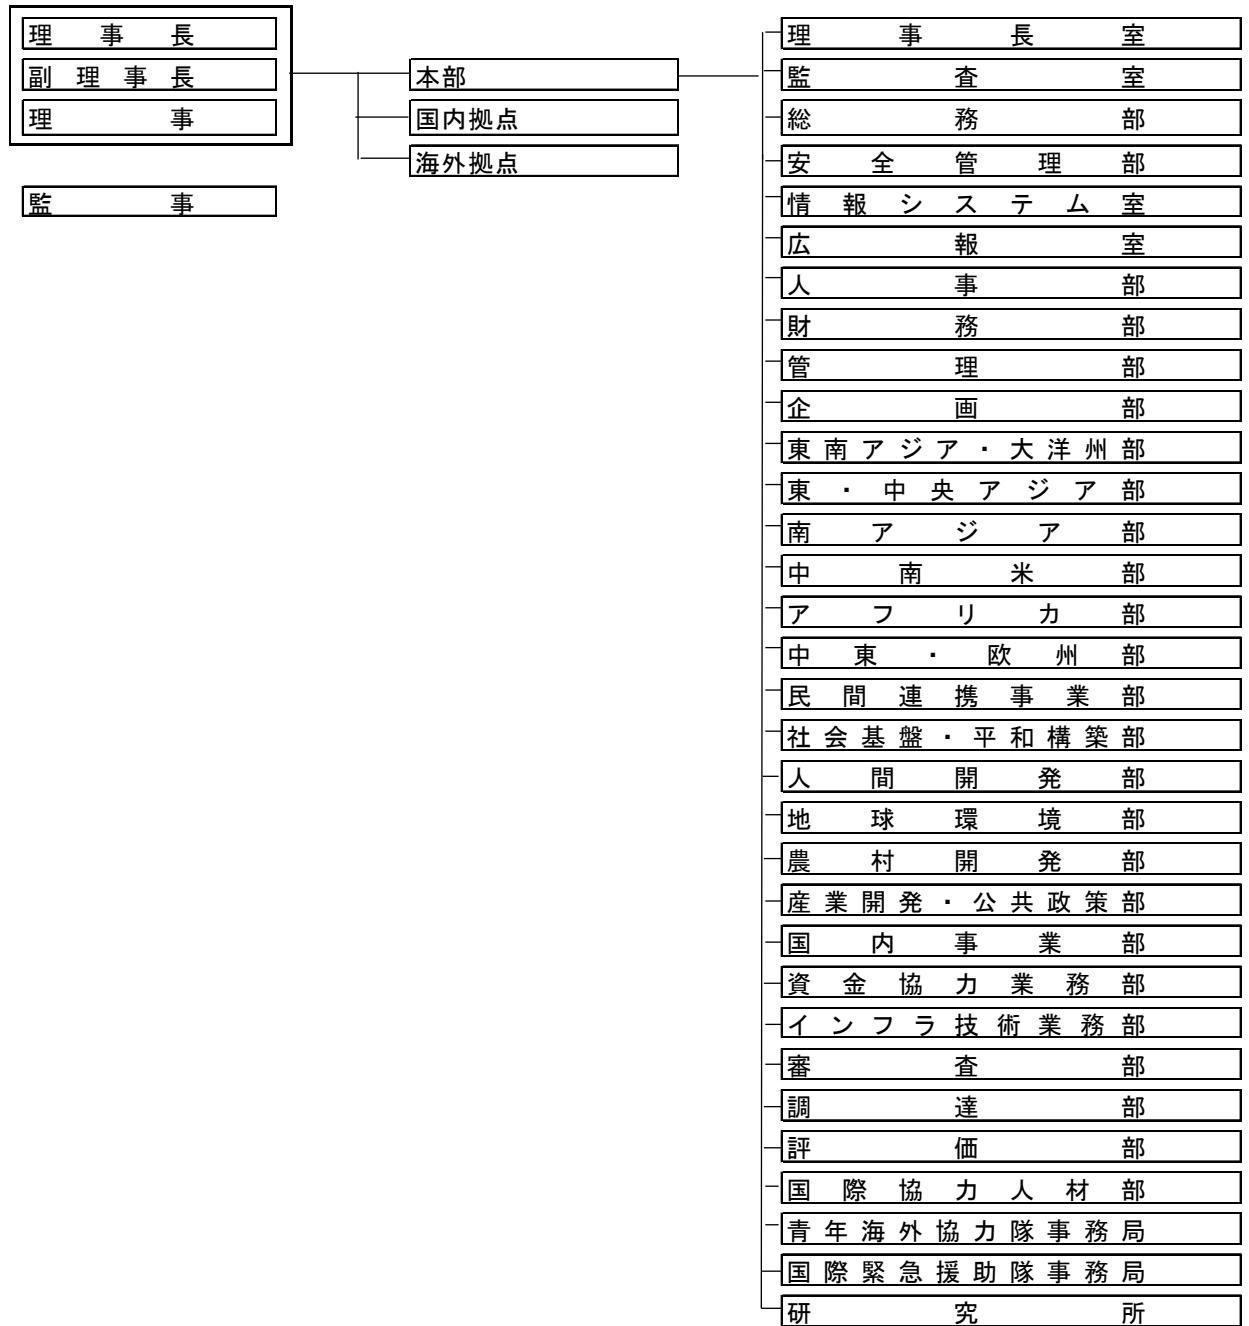 理事長
副理事長
理事
監事
本部
国内拠点
海外拠点
理事長室
監査室
総務部
安全管理部
情報システム室
広報室
人事部
財務部
管理部
企画部
東南アジア・大洋州部
東・中央アジア部
南アジア部
中南米部
アフリカ部
中東・欧州部
民間連携事業部
社会基盤・平和構築部
人間開発部
地球環境部
農村開発部
産業開発・公共政策部
国内事業部
資金協力業務部
インフラ技術業務部
審査部
調達部
評価部
国際協力人材部
青年海外協力隊事務局
国際緊急援助隊事務局
研究所